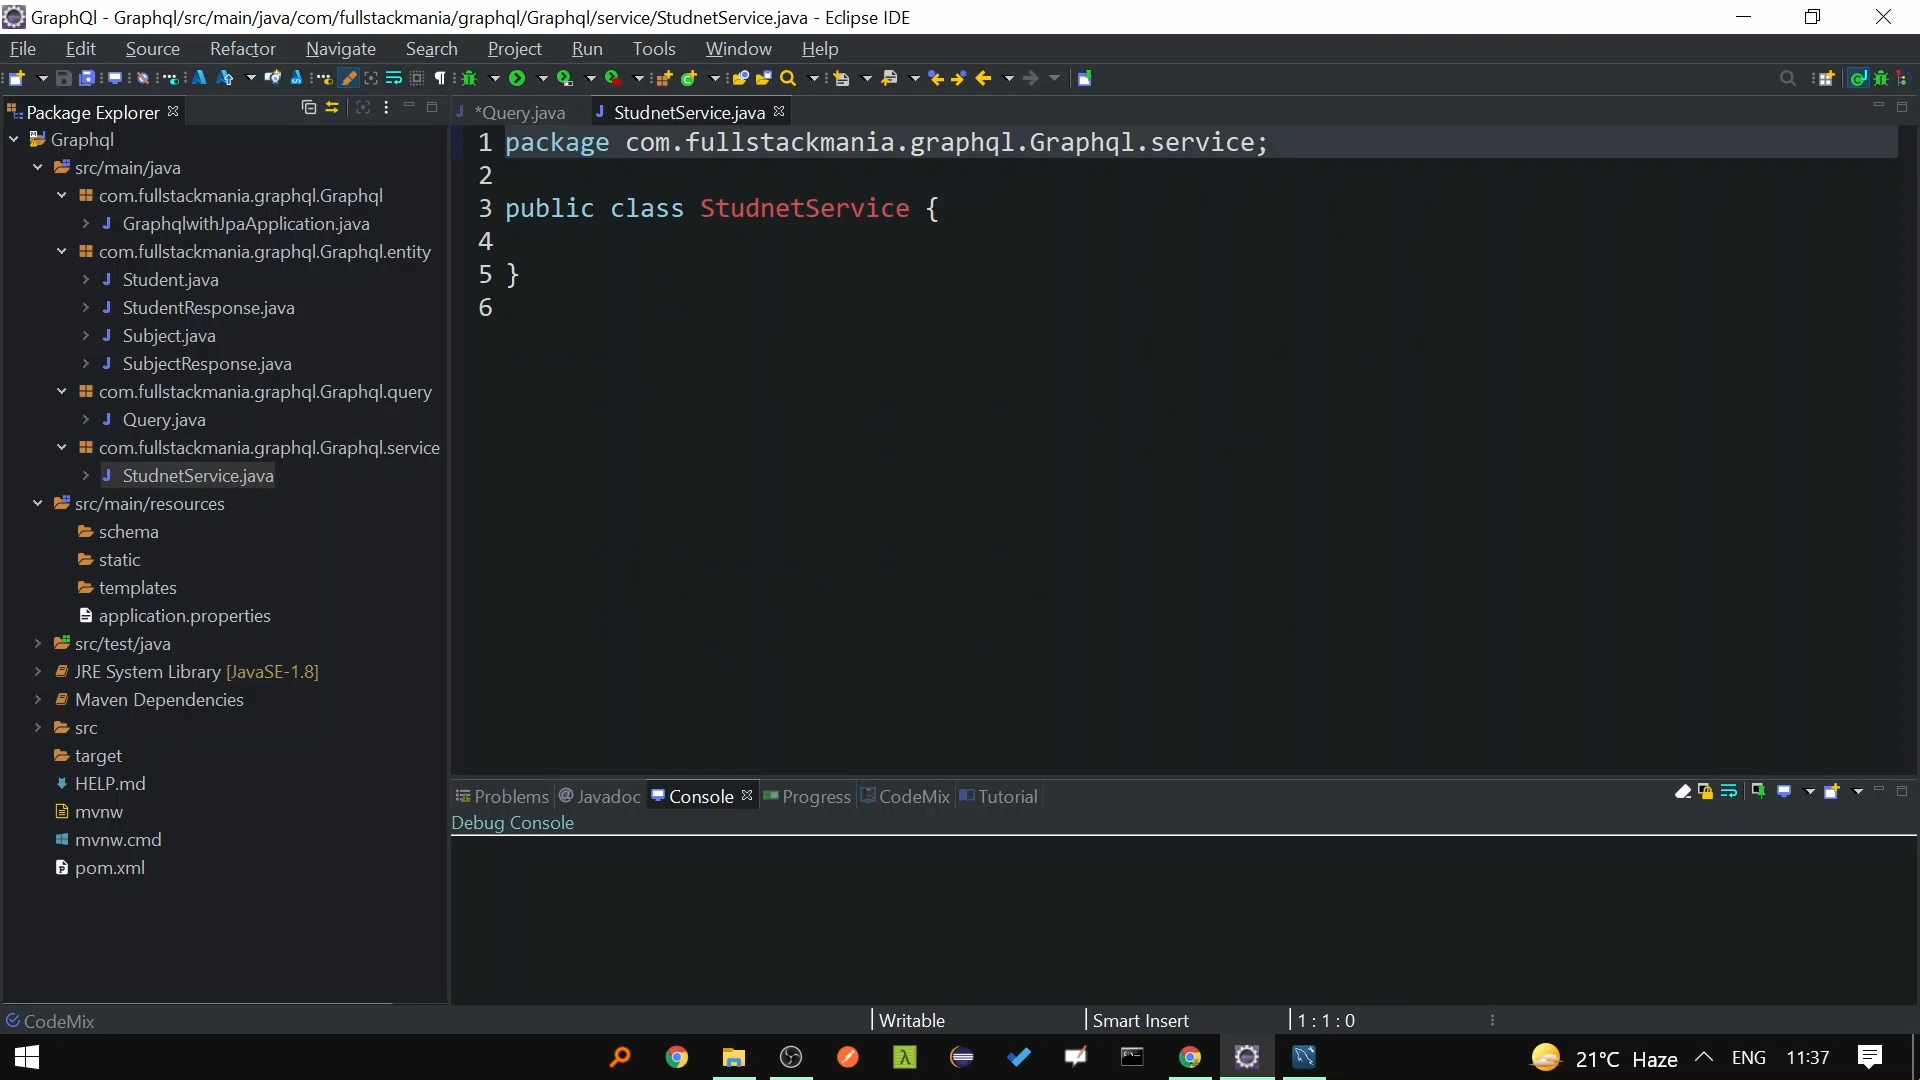 GraphQl - Graphql/src/main/java/com/fullstackmania/graphql/Graphql/service/StudnetService.java - Eclipse IDE
File Edit Source Refactor Navigate Search Project Run Tools Window Help
Package Explorer
*Query.java StudnetService.java
Graphql
src/main/java
com.fullstackmania.graphql.Graphql
GraphqlwithJpaApplication.java
com.fullstackmania.graphql.Graphql.entity
Student.java
StudentResponse.java
Subject.java
SubjectResponse.java
com.fullstackmania.graphql.Graphql.query
Query.java
com.fullstackmania.graphql.Graphql.service
StudnetService.java
src/main/resources
schema
static
templates
application.properties
src/test/java
JRE System Library [JavaSE-1.8]
Maven Dependencies
src
target
HELP.md
mvnw
mvnw.cmd
pom.xml
1 package com.fullstackmania.graphql.Graphql.service;
2
3 public class StudnetService {
4
5 }
6
Problems @ Javadoc Console Progress CodeMix Tutorial
Debug Console
CodeMix Writable Smart Insert 1 : 1 : 0
21°C Haze ENG 11:37